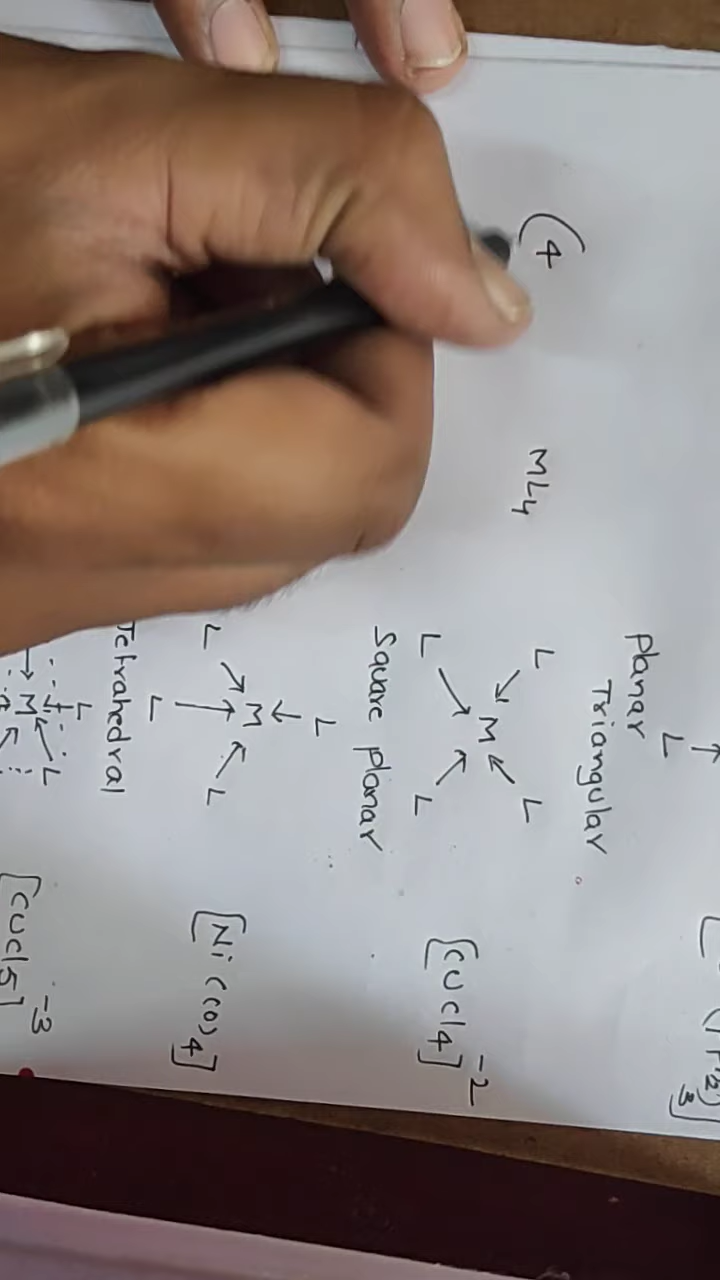 L
Planar
Triangular
(4
ML4
L L
M
L L
[CuCl4]-2
Square planar
L
M
L L
L
[Ni(CO)4]
Tetrahedral
L
M L
[CuCl5]-3